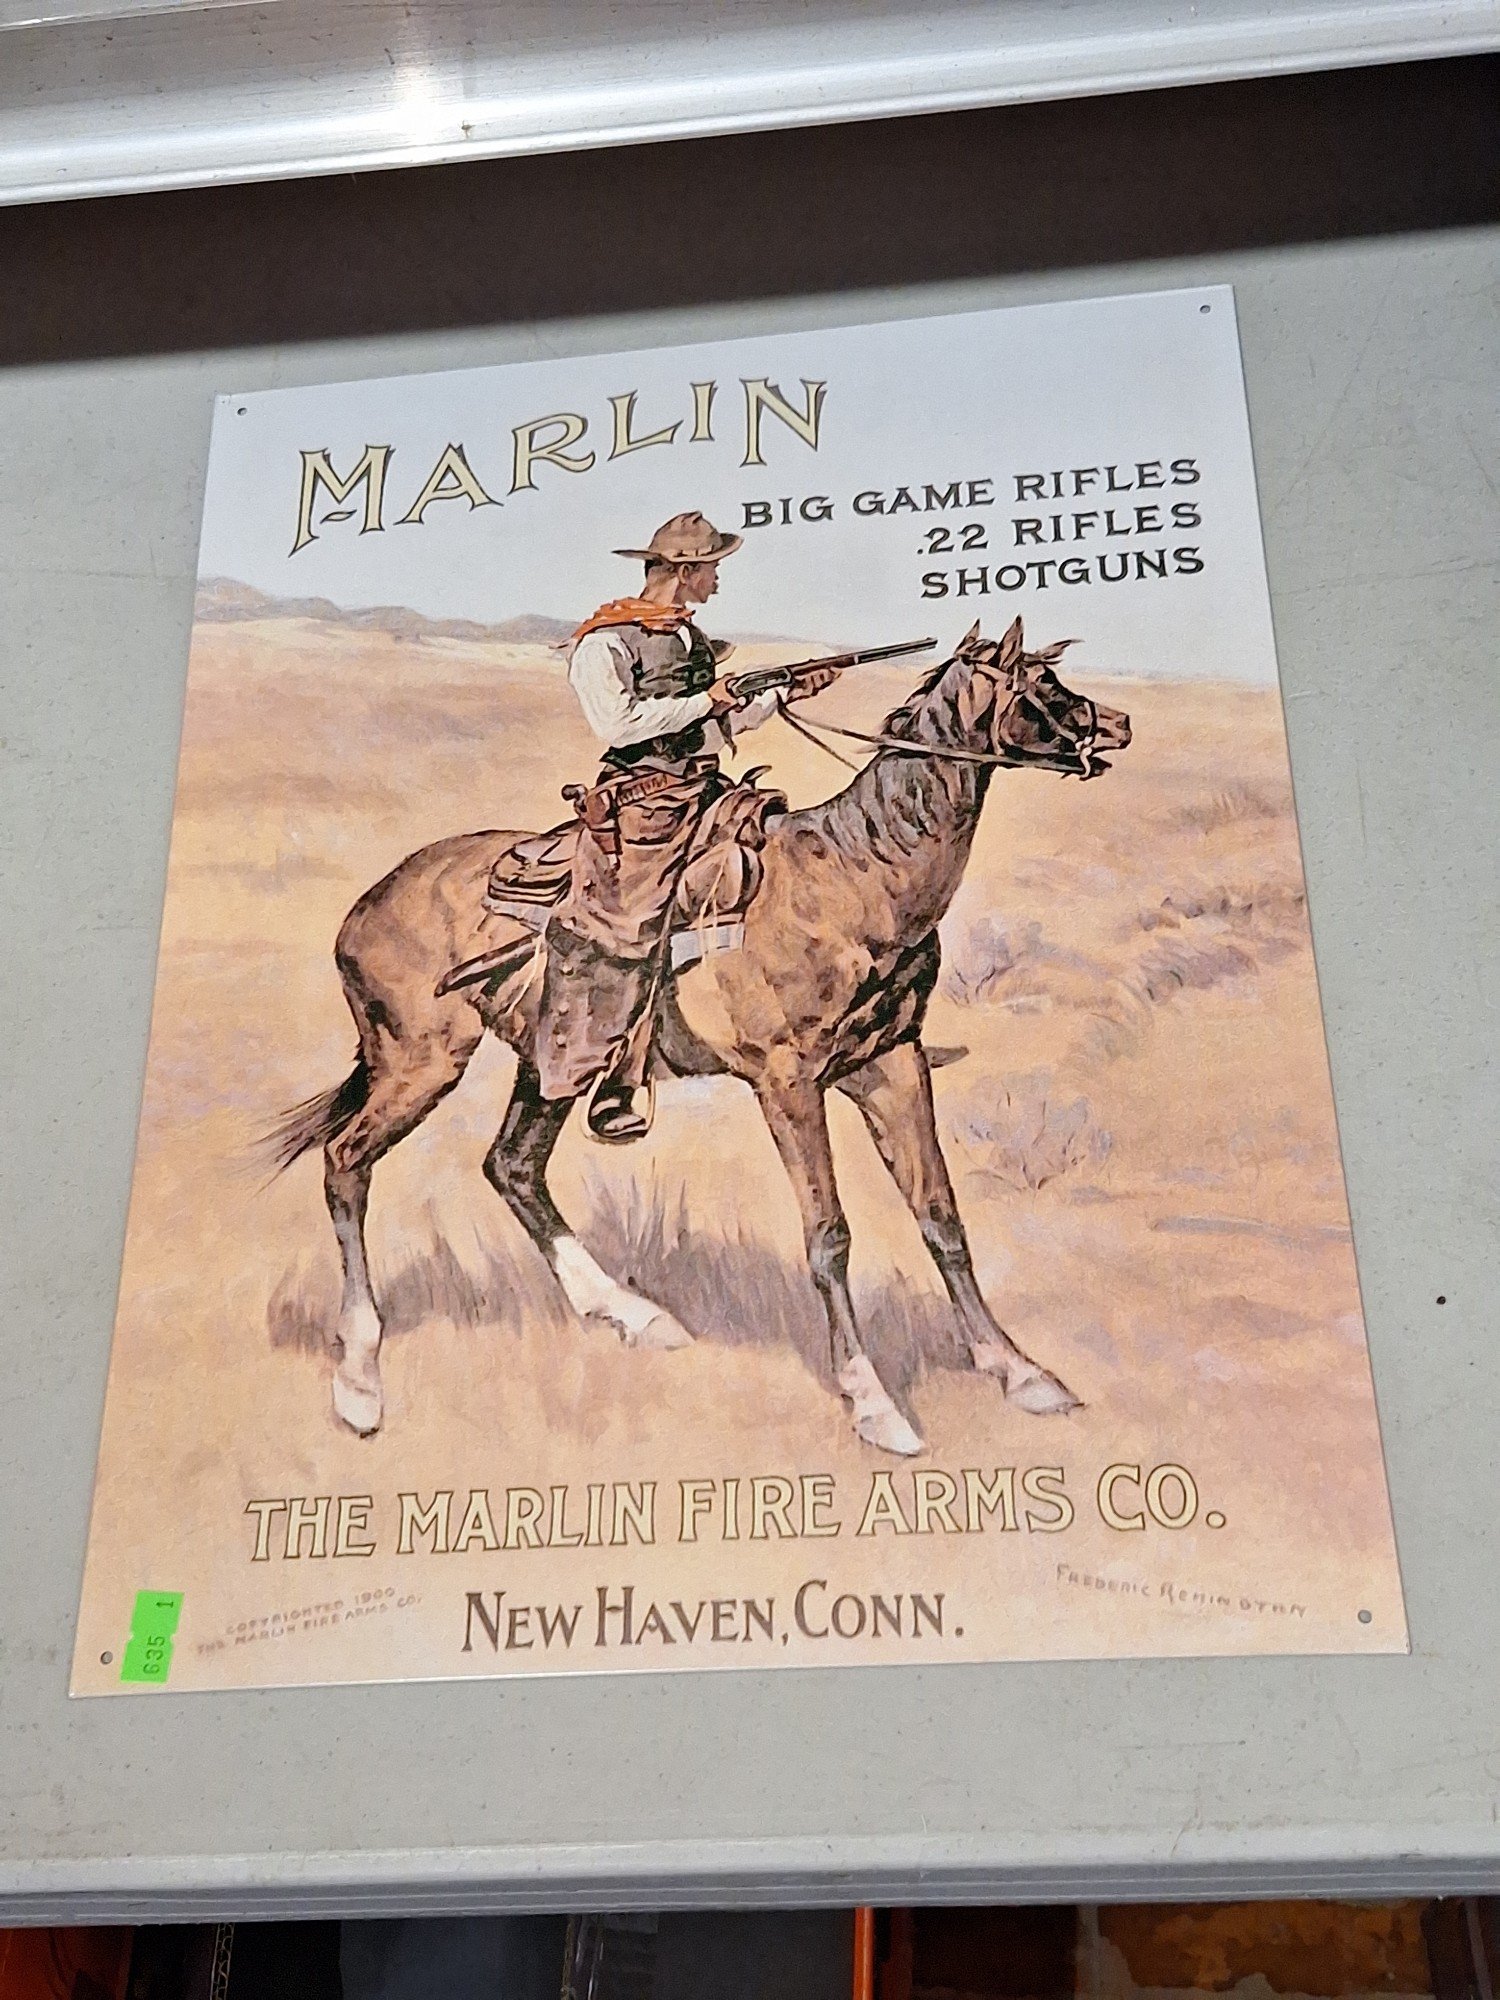 MARLIN
BIG GAME RIFLES
.22 RIFLES
SHOTGUNS
THE MARLIN FIRE ARMS CO.
NEW HAVEN, CONN.
COPYRIGHTED 1900
THE MARLIN FIRE ARMS CO.
FREDERIC REMINGTON
635 1